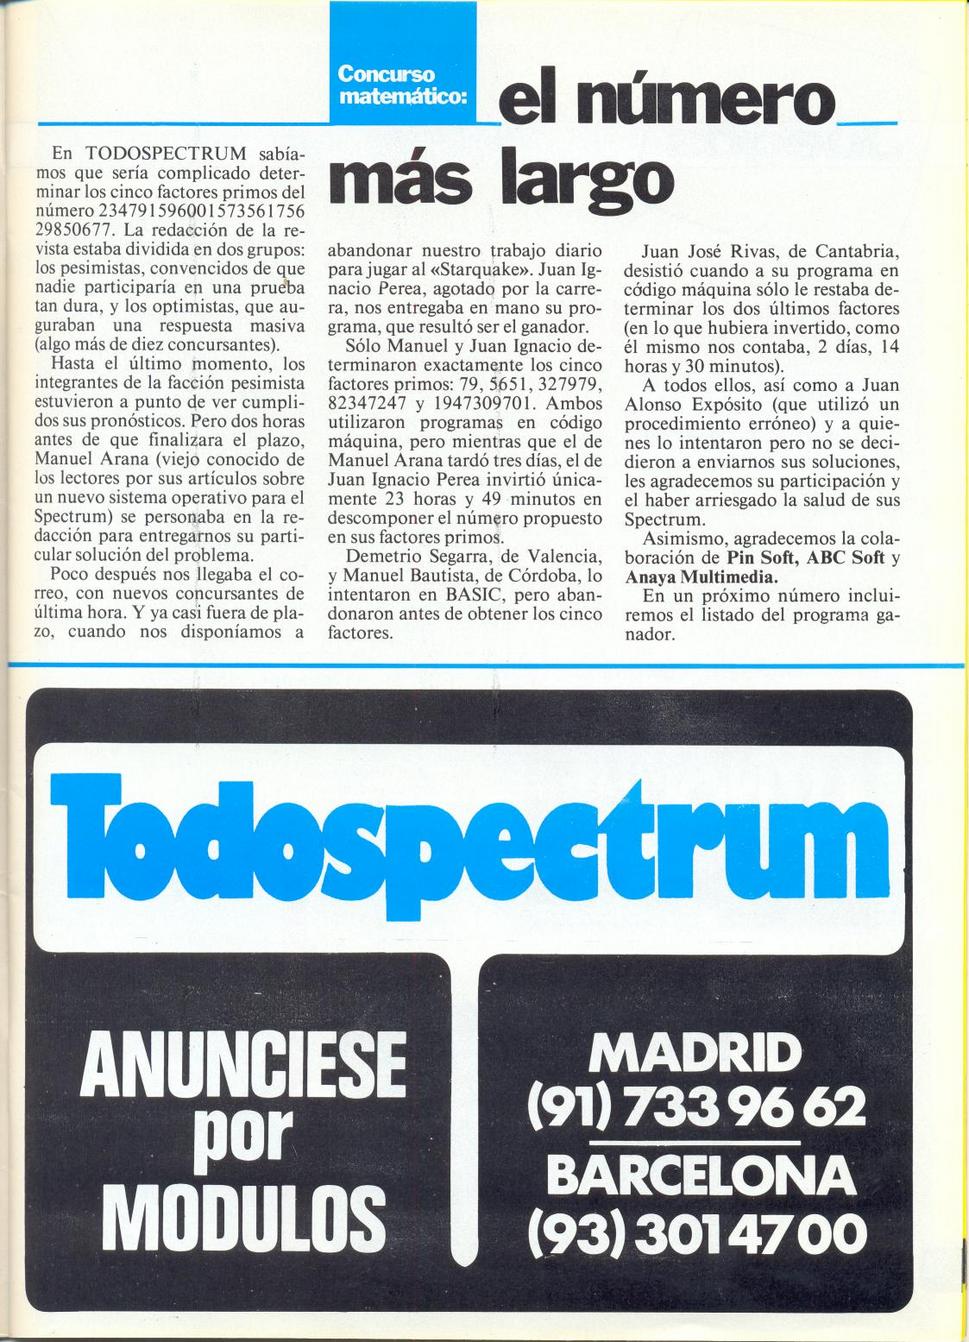 Concurso
matemático:
el número
más largo
En TODOSPECTRUM sabía-
mos que sería complicado deter-
minar los cinco factores primos del
número 234791596001573561756
29850677. La redacción de la re-
vista estaba dividida en dos grupos:
los pesimistas, convencidos de que
nadie participaría en una prueba
tan dura, y los optimistas, que au-
guraban una respuesta masiva
(algo más de diez concursantes).
Hasta el último momento, los
integrantes de la facción pesimista
estuvieron a punto de ver cumpli-
dos sus pronósticos. Pero dos horas
antes de que finalizara el plazo,
Manuel Arana (viejo conocido de
los lectores por sus artículos sobre
un nuevo sistema operativo para el
Spectrum) se personaba en la re-
dacción para entregarnos su parti-
cular solución del problema.
Poco después nos llegaba el co-
rreo, con nuevos concursantes de
última hora. Y ya casi fuera de pla-
zo, cuando nos disponíamos a
abandonar nuestro trabajo diario
para jugar al «Starquake». Juan Ig-
nacio Perea, agotado por la carre-
ra, nos entregaba en mano su pro-
grama, que resultó ser el ganador.
Sólo Manuel y Juan Ignacio de-
terminaron exactamente los cinco
factores primos: 79, 5651, 327979,
82347247 y 1947309701. Ambos
utilizaron programas en código
máquina, pero mientras que el de
Manuel Arana tardó tres días, el de
Juan Ignacio Perea invirtió única-
mente 23 horas y 49 minutos en
descomponer el número propuesto
en sus factores primos.
Demetrio Segarra, de Valencia,
y Manuel Bautista, de Córdoba, lo
intentaron en BASIC, pero aban-
donaron antes de obtener los cinco
factores.
Juan José Rivas, de Cantabria,
desistió cuando a su programa en
código máquina sólo le restaba de-
terminar los dos últimos factores
(en lo que hubiera invertido, como
él mismo nos contaba, 2 días, 14
horas y 30 minutos).
A todos ellos, así como a Juan
Alonso Expósito (que utilizó un
procedimiento erróneo) y a quie-
nes lo intentaron pero no se deci-
dieron a enviarnos sus soluciones,
les agradecemos su participación y
el haber arriesgado la salud de sus
Spectrum.
Asimismo, agradecemos la cola-
boración de Pin Soft, ABC Soft y
Anaya Multimedia.
En un próximo número inclui-
remos el listado del programa ga-
nador.
Todospectrum
ANUNCIESE
por
MODULOS
MADRID
(91) 733 96 62
BARCELONA
(93) 301 47 00